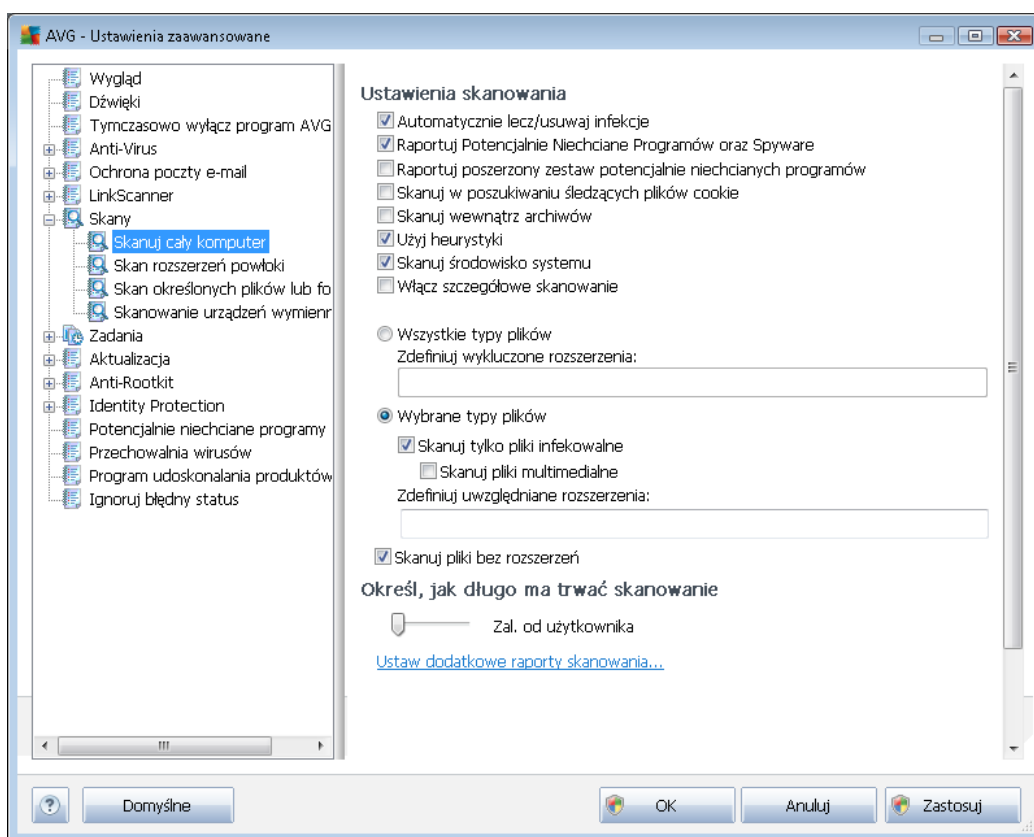 AVG - Ustawienia zaawansowane
Wygląd
Dźwięki
Tymczasowo wyłącz program AVG
Anti-Virus
Ochrona poczty e-mail
LinkScanner
Skany
Skanuj cały komputer
Skan rozszerzeń powłoki
Skan określonych plików lub fo
Skanowanie urządzeń wymienr
Zadania
Aktualizacja
Anti-Rootkit
Identity Protection
Potencjalnie niechciane programy
Przechowalnia wirusów
Program udoskonalania produktów
Ignoruj błędny status
Ustawienia skanowania
Automatycznie lecz/usuwaj infekcje
Raportuj Potencjalnie Niechciane Programów oraz Spyware
Raportuj poszerzony zestaw potencjalnie niechcianych programów
Skanuj w poszukiwaniu śledzących plików cookie
Skanuj wewnątrz archiwów
Użyj heurystyki
Skanuj środowisko systemu
Włącz szczegółowe skanowanie
Wszystkie typy plików
Zdefiniuj wykluczone rozszerzenia:
Wybrane typy plików
Skanuj tylko pliki infekowalne
Skanuj pliki multimedialne
Zdefiniuj uwzględniane rozszerzenia:
Skanuj pliki bez rozszerzeń
Określ, jak długo ma trwać skanowanie
Zal. od użytkownika
Ustaw dodatkowe raporty skanowania...
?
Domyślne
OK
Anuluj
Zastosuj